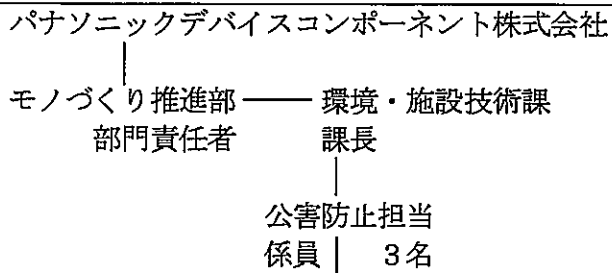 パナソニックデバイスコンポーネント株式会社
モノづくり推進部 環境・施設技術課
部門責任者 課長
公害防止担当
係員 3名